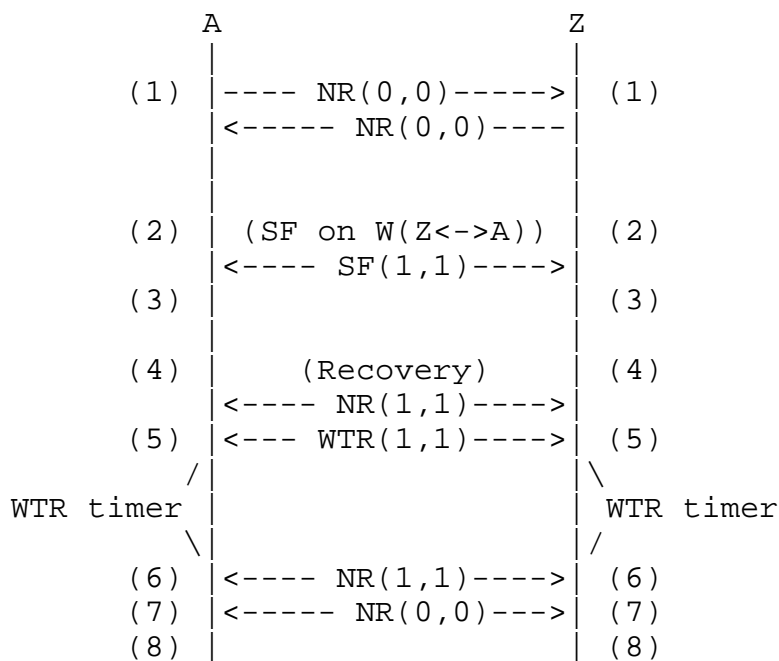 A Z
(1) |---- NR(0,0)----->| (1)
|<----- NR(0,0)----|
(2) | (SF on W(Z<->A)) | (2)
|<---- SF(1,1)---->|
(3) (3)
(4) | (Recovery) | (4)
|<---- NR(1,1)---->|
(5) |<--- WTR(1,1)---->| (5)
/| |\
WTR timer | | WTR timer
\| |/
(6) |<---- NR(1,1)---->| (6)
(7) |<---- NR(0,0)--->| (7)
(8) | | (8)